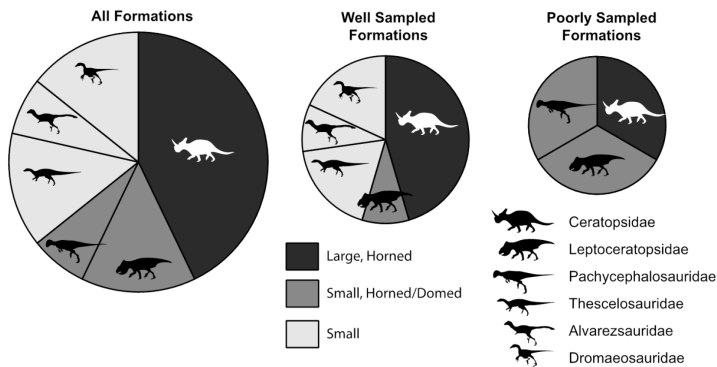 All Formations
Well Sampled
Formations
Poorly Sampled
Formations
Large, Horned
Small, Horned/Domed
Small
Ceratopsidae
Leptoceratopsidae
Pachycephalosauridae
Thescelosauridae
Alvarezsauridae
Dromaeosauridae